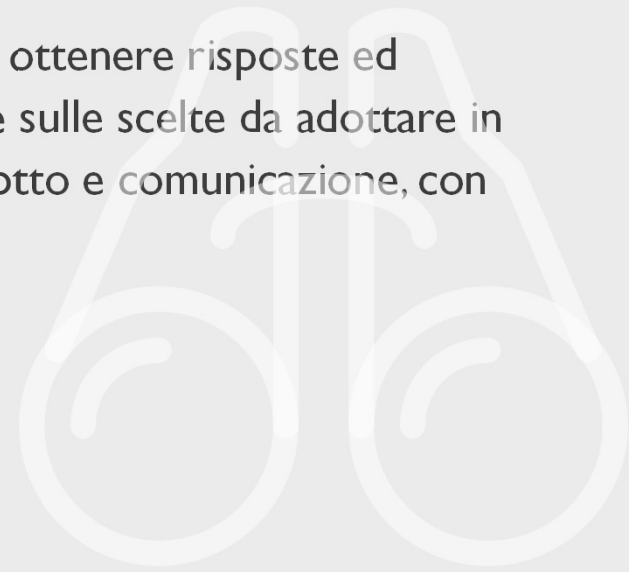 ottenere risposte ed
e sulle scelte da adottare in
otto e comunicazione, con